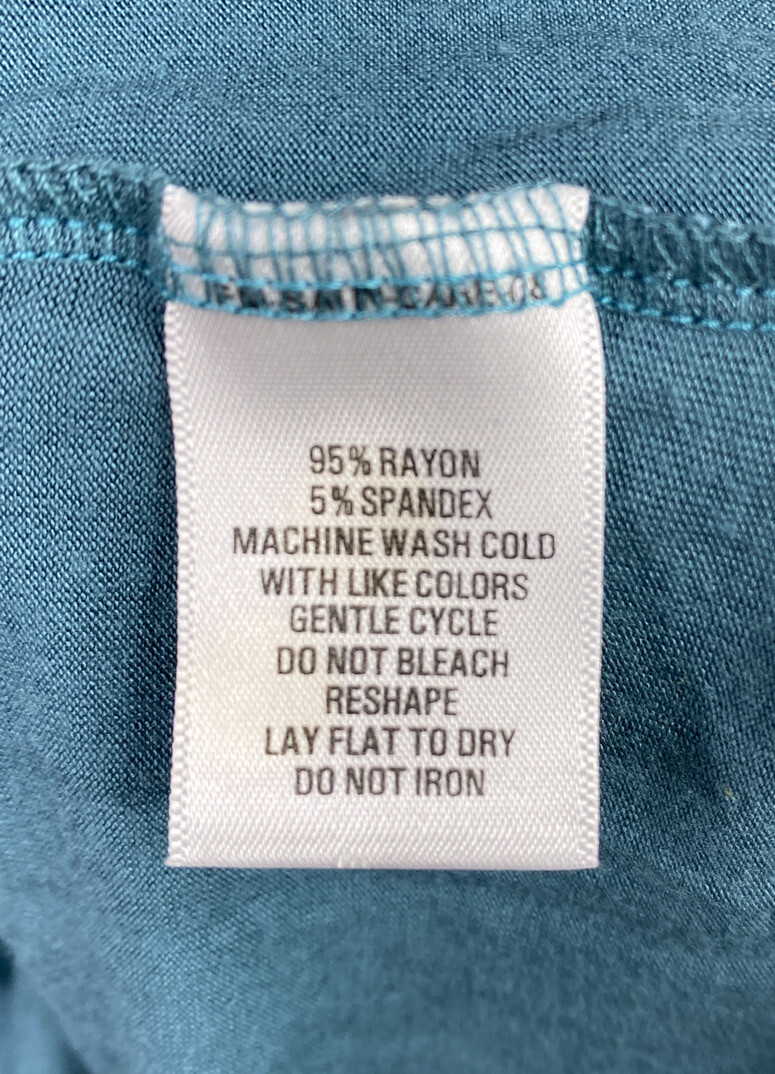 95% RAYON
5% SPANDEX
MACHINE WASH COLD
WITH LIKE COLORS
GENTLE CYCLE
DO NOT BLEACH
RESHAPE
LAY FLAT TO DRY
DO NOT IRON